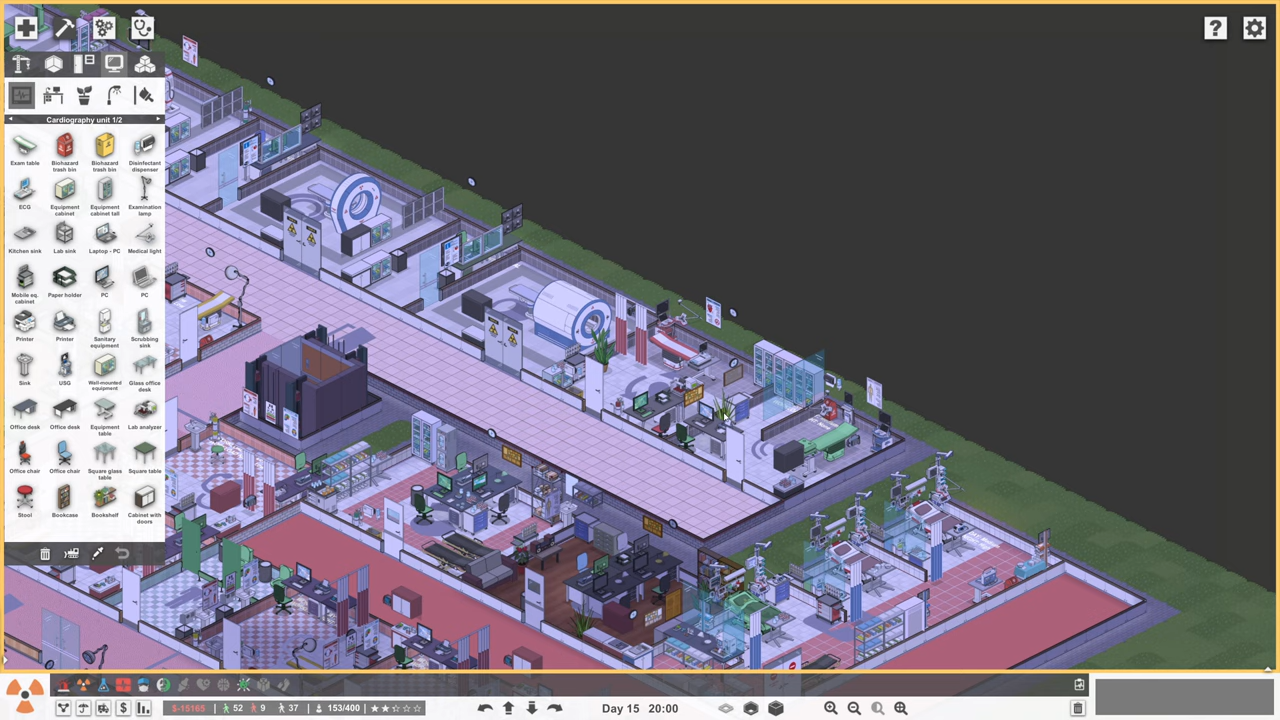 ?
Cardiography unit 1/2
Exam table
Biohazard trash bin
Biohazard trash bin
Disinfectant dispenser
ECG
Equipment cabinet
Equipment cabinet tall
Examination lamp
Kitchen sink
Lab sink
Laptop - PC
Medical light
Mobile eq. cabinet
Paper holder
PC
PC
Printer
Printer
Sanitary equipment
Scrubbing sink
Sink
USG
Wall-mounted equipment
Glass office desk
Office desk
Office desk
Equipment table
Lab analyzer
Office chair
Office chair
Square glass table
Square table
Stool
Bookcase
Bookshelf
Cabinet with doors
$-15165
52
9
37
153/400
Day 15 20:00